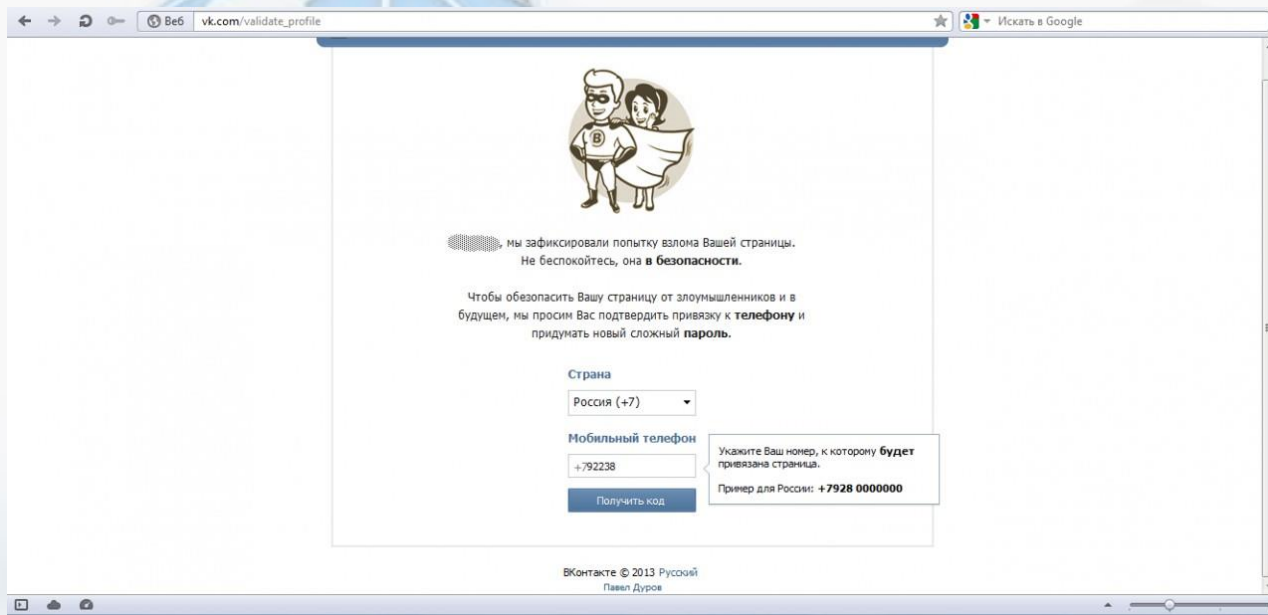 Веб
vk.com/validate_profile
Искать в Google
В
, мы зафиксировали попытку взлома Вашей страницы.
Не беспокойтесь, она в безопасности.
Чтобы обезопасить Вашу страницу от злоумышленников и в
будущем, мы просим Вас подтвердить привязку к телефону и
придумать новый сложный пароль.
Страна
Россия (+7)
Мобильный телефон
+792238
Получить код
Укажите Ваш номер, к которому будет
привязана страница.
Пример для России: +7928 0000000
ВКонтакте © 2013 Русский
Павел Дуров